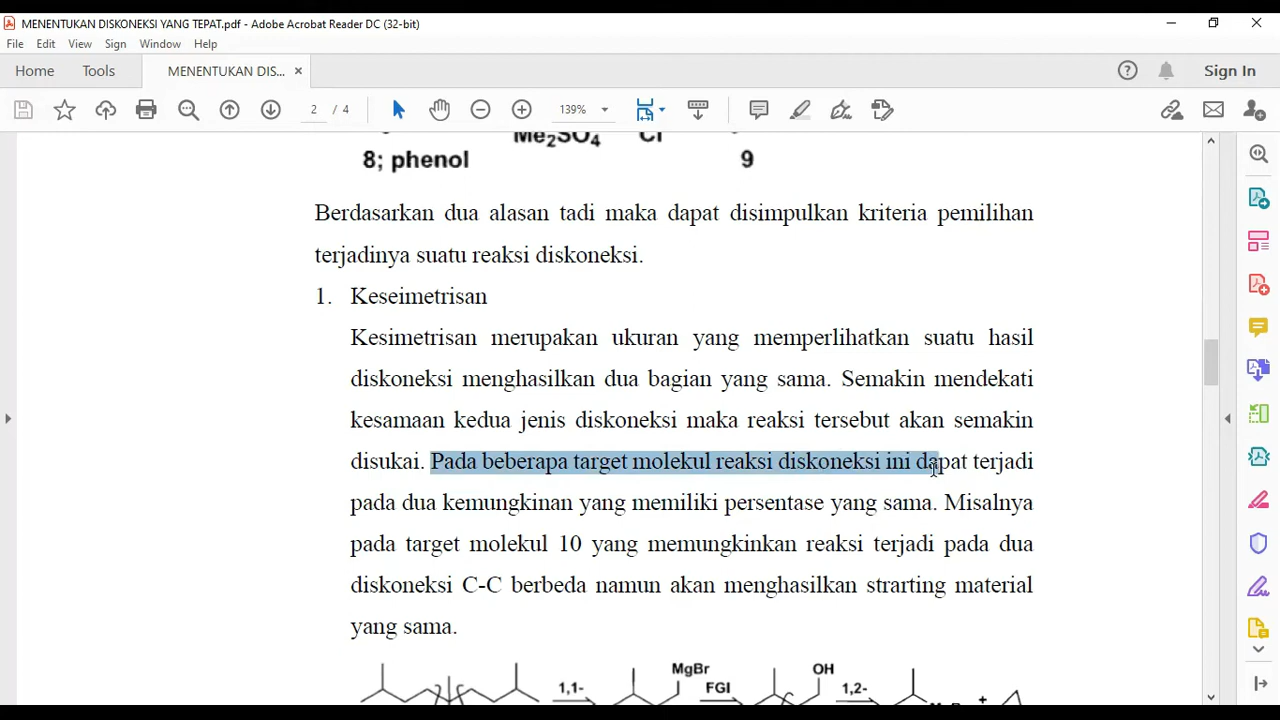 MENENTUKAN DISKONEKSI YANG TEPAT.pdf - Adobe Acrobat Reader DC (32-bit)
File Edit View Sign Window Help
Home Tools MENENTUKAN DIS... × Sign In
2 / 4 139%
Me2SO4 Cl
8; phenol 9
Berdasarkan dua alasan tadi maka dapat disimpulkan kriteria pemilihan
terjadinya suatu reaksi diskoneksi.
1. Keseimetrisan
Kesimetrisan merupakan ukuran yang memperlihatkan suatu hasil
diskoneksi menghasilkan dua bagian yang sama. Semakin mendekati
kesamaan kedua jenis diskoneksi maka reaksi tersebut akan semakin
disukai. Pada beberapa target molekul reaksi diskoneksi ini dapat terjadi
pada dua kemungkinan yang memiliki persentase yang sama. Misalnya
pada target molekul 10 yang memungkinkan reaksi terjadi pada dua
diskoneksi C-C berbeda namun akan menghasilkan strarting material
yang sama.
MgBr OH
1,1- FGI 1,2- +